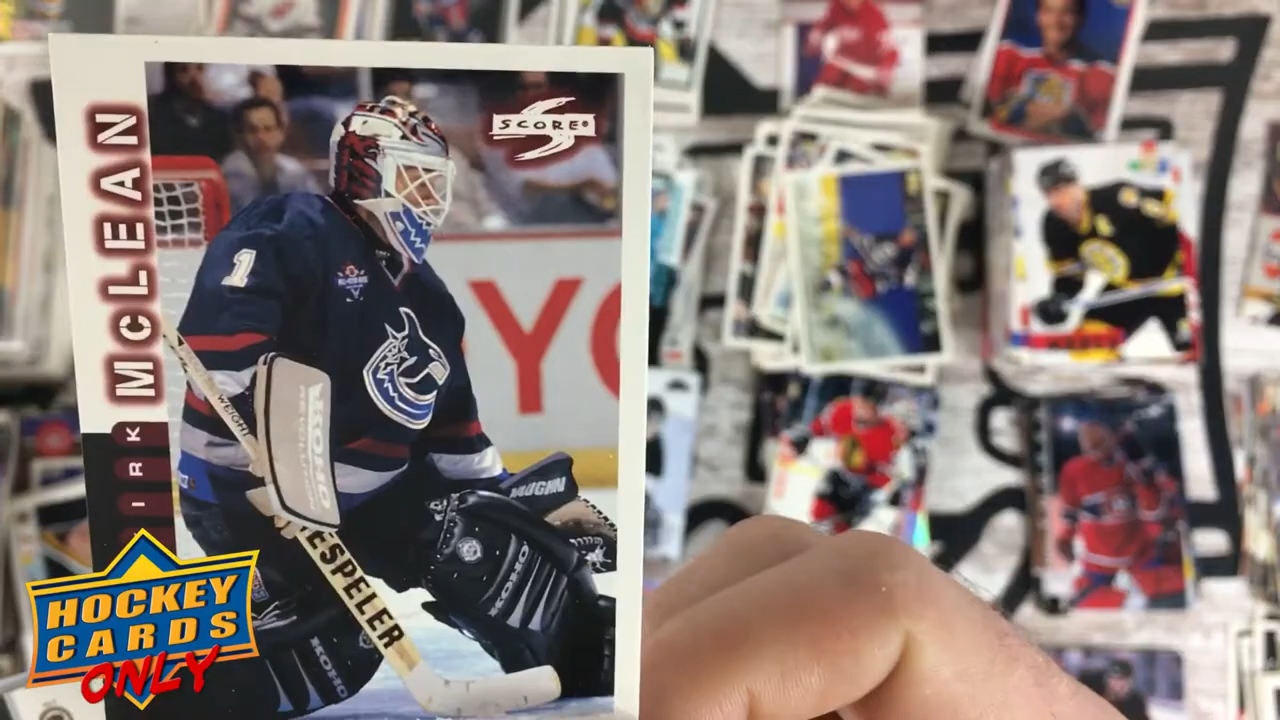 KIRK McLEAN
SCORE®
1
YO
WEIGHT
KOHO
VAUGHN
HESPELER
KOHO
KOHO
HOCKEY
CARDS
ONLY